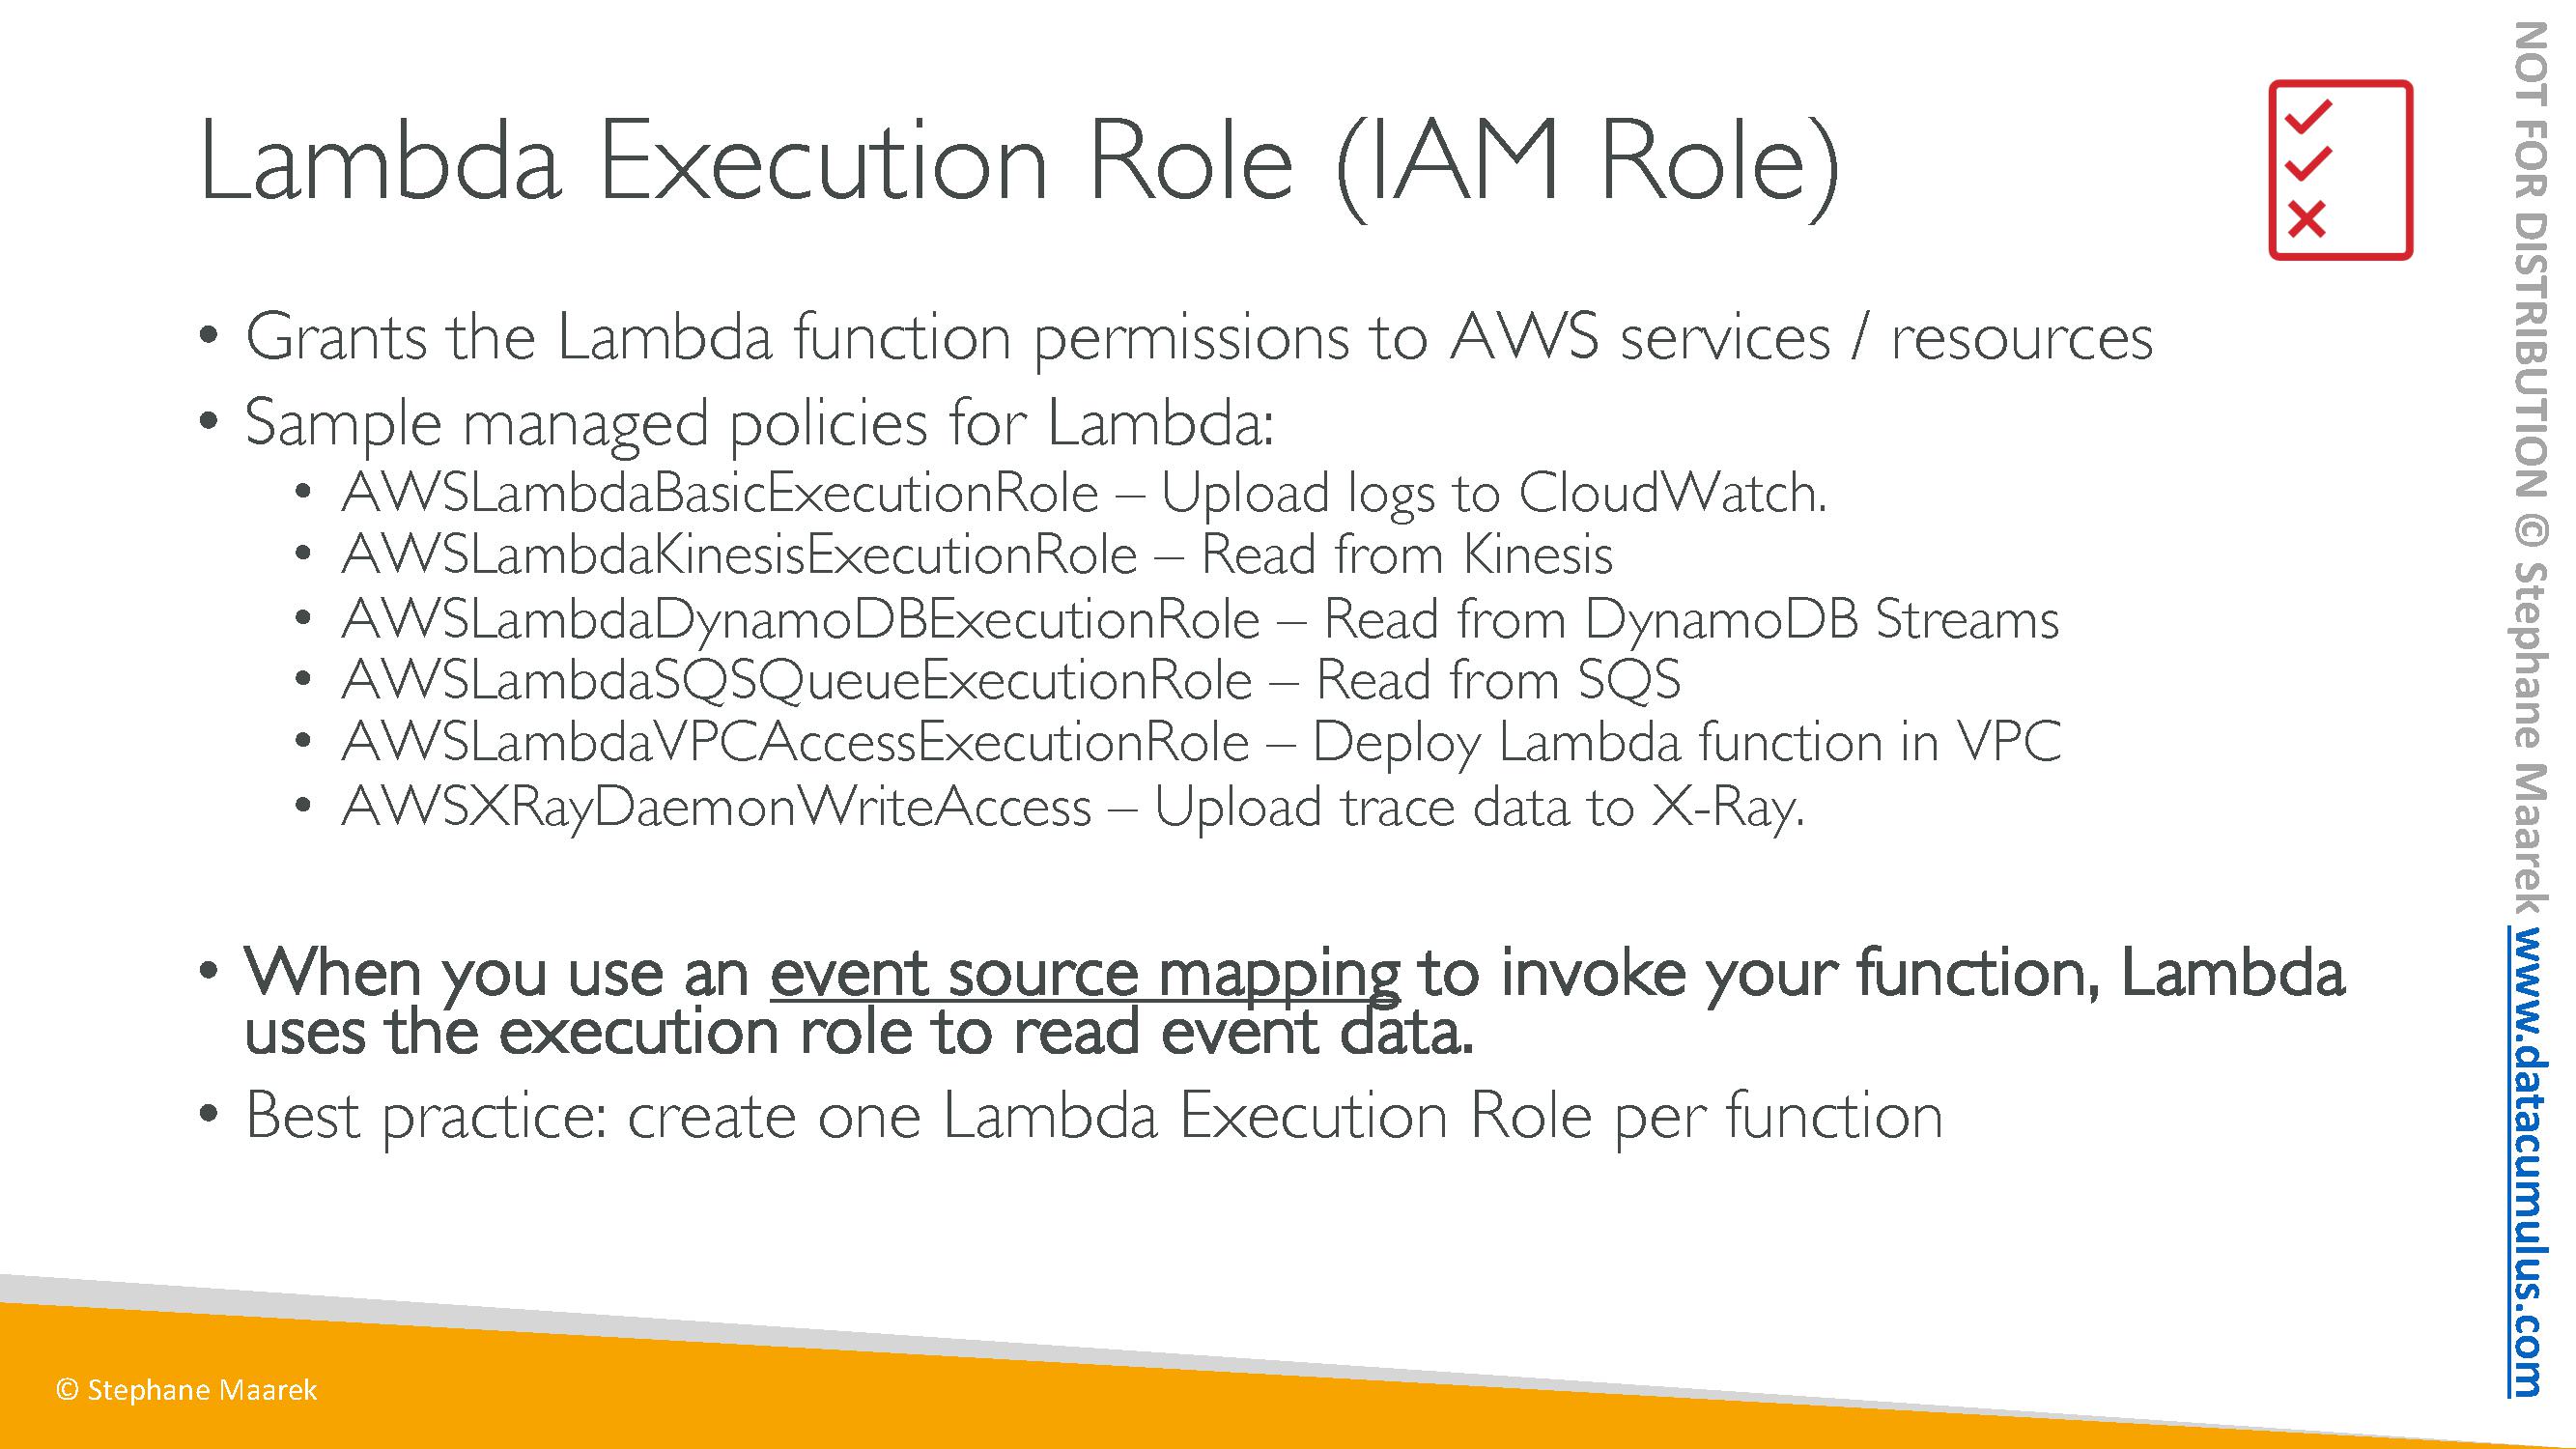 Lambda Execution Role (IAM Role)
• Grants the Lambda function permissions to AWS services / resources
• Sample managed policies for Lambda:
• AWSLambdaBasicExecutionRole – Upload logs to CloudWatch.
• AWSLambdaKinesisExecutionRole – Read from Kinesis
• AWSLambdaDynamoDBExecutionRole – Read from DynamoDB Streams
• AWSLambdaSQSQueueExecutionRole – Read from SQS
• AWSLambdaVPCAccessExecutionRole – Deploy Lambda function in VPC
• AWSXRayDaemonWriteAccess – Upload trace data to X-Ray.
• When you use an event source mapping to invoke your function, Lambda
uses the execution role to read event data.
• Best practice: create one Lambda Execution Role per function
© Stephane Maarek
NOT FOR DISTRIBUTION © Stephane Maarek www.datacumulus.com